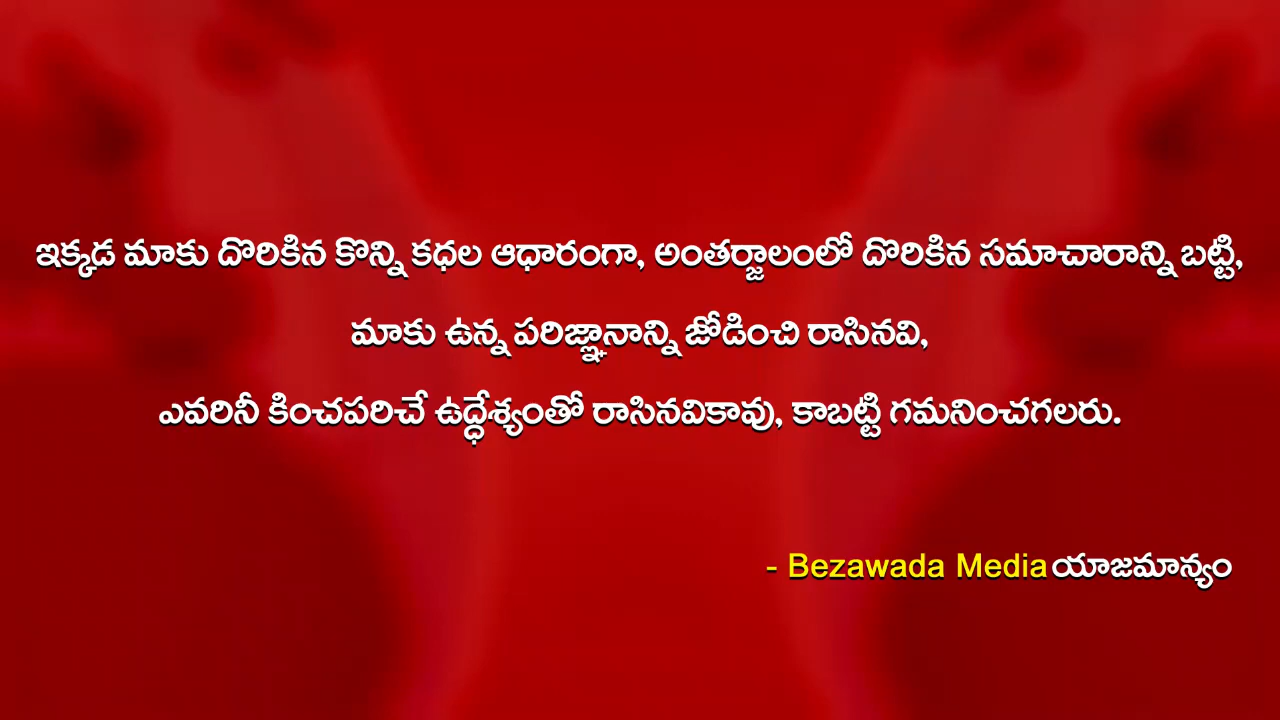 ఇక్కడ మాకు దొరికిన కొన్ని కధల ఆధారంగా, అంతర్జాలంలో దొరికిన సమాచారాన్ని బట్టి,
మాకు ఉన్న పరిజ్ఞానాన్ని జోడించి రాసినవి,
ఎవరినీ కించపరిచే ఉద్ధేశ్యంతో రాసినవికావు, కాబట్టి గమనించగలరు.
- Bezawada Media యాజమాన్యం